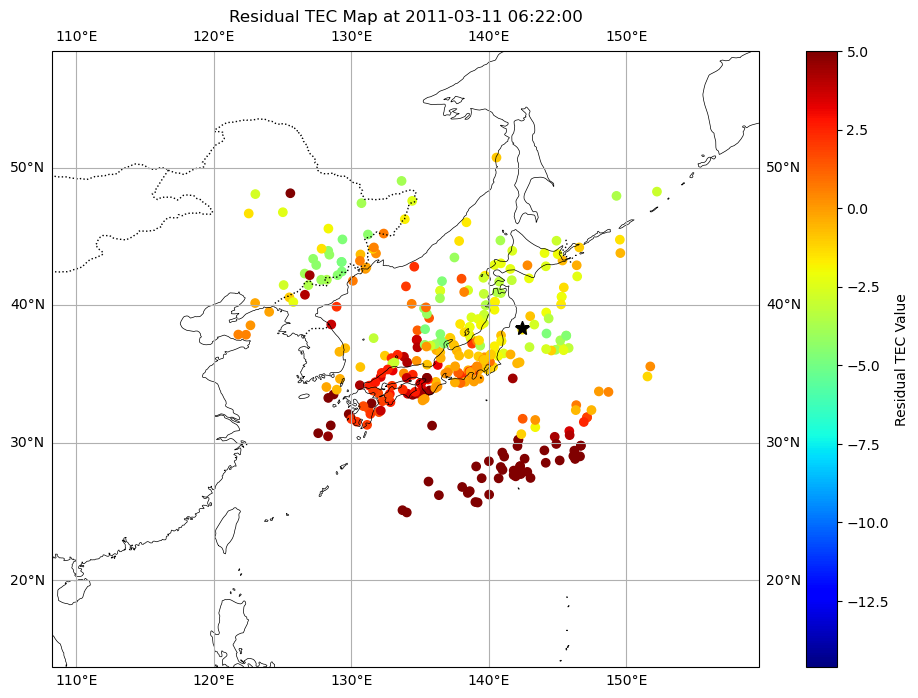 Residual TEC Map at 2011-03-11 06:22:00
110°E 120°E 130°E 140°E 150°E
5.0
2.5
50°N 50°N
0.0
−2.5
40°N 40°N
−5.0
Residual TEC Value
30°N 30°N
−7.5
−10.0
20°N 20°N
−12.5
110°E 120°E 130°E 140°E 150°E